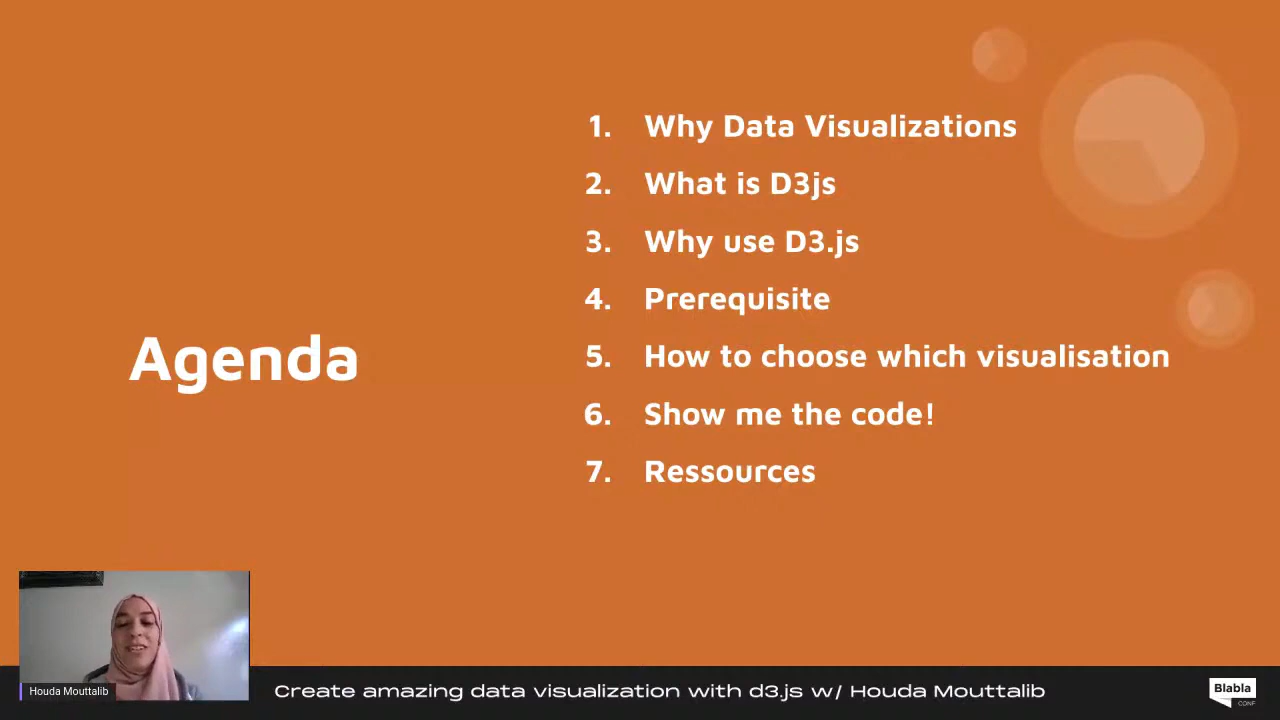 Agenda
1. Why Data Visualizations
2. What is D3js
3. Why use D3.js
4. Prerequisite
5. How to choose which visualisation
6. Show me the code!
7. Ressources
Houda Mouttalib
Create amazing data visualization with d3.js w/ Houda Mouttalib
Blabla
CONF